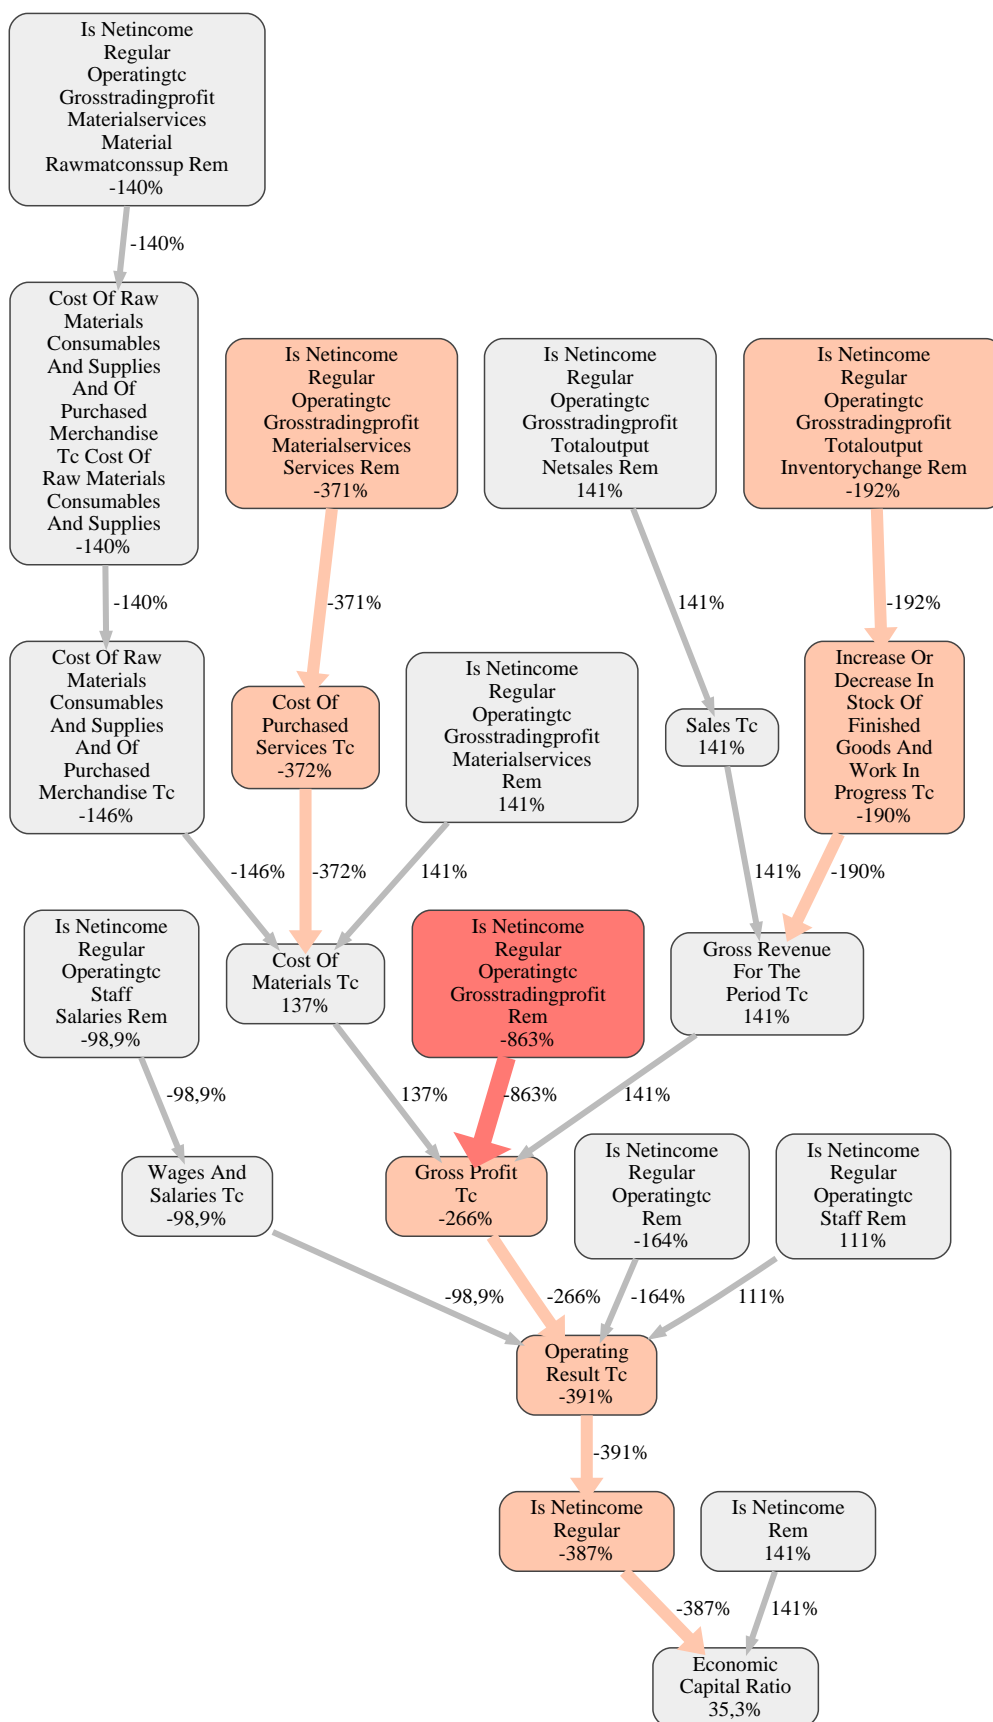 Is Netincome
Regular
Operatingtc
Grosstradingprofit
Materialservices
Material
Rawmatconssup Rem
-140%
-140%
Cost Of Raw
Materials
Consumables
And Supplies
And Of
Purchased
Merchandise
Tc Cost Of
Raw Materials
Consumables
And Supplies
-140%
Is Netincome
Regular
Operatingtc
Grosstradingprofit
Materialservices
Services Rem
-371%
Is Netincome
Regular
Operatingtc
Grosstradingprofit
Totaloutput
Netsales Rem
141%
Is Netincome
Regular
Operatingtc
Grosstradingprofit
Totaloutput
Inventorychange Rem
-192%
-140%
-371%
141%
-192%
Cost Of Raw
Materials
Consumables
And Supplies
And Of
Purchased
Merchandise Tc
-146%
Cost Of
Purchased
Services Tc
-372%
Is Netincome
Regular
Operatingtc
Grosstradingprofit
Materialservices
Rem
141%
Sales Tc
141%
Increase Or
Decrease In
Stock Of
Finished
Goods And
Work In
Progress Tc
-190%
-146%
-372%
141%
141%
-190%
Is Netincome
Regular
Operatingtc
Staff
Salaries Rem
-98,9%
Cost Of
Materials Tc
137%
Is Netincome
Regular
Operatingtc
Grosstradingprofit
Rem
-863%
Gross Revenue
For The
Period Tc
141%
-98,9%
137%
-863%
141%
Wages And
Salaries Tc
-98,9%
Gross Profit
Tc
-266%
Is Netincome
Regular
Operatingtc
Rem
-164%
Is Netincome
Regular
Operatingtc
Staff Rem
111%
-98,9%
-266%
-164%
111%
Operating
Result Tc
-391%
-391%
Is Netincome
Regular
-387%
Is Netincome
Rem
141%
-387%
141%
Economic
Capital Ratio
35,3%